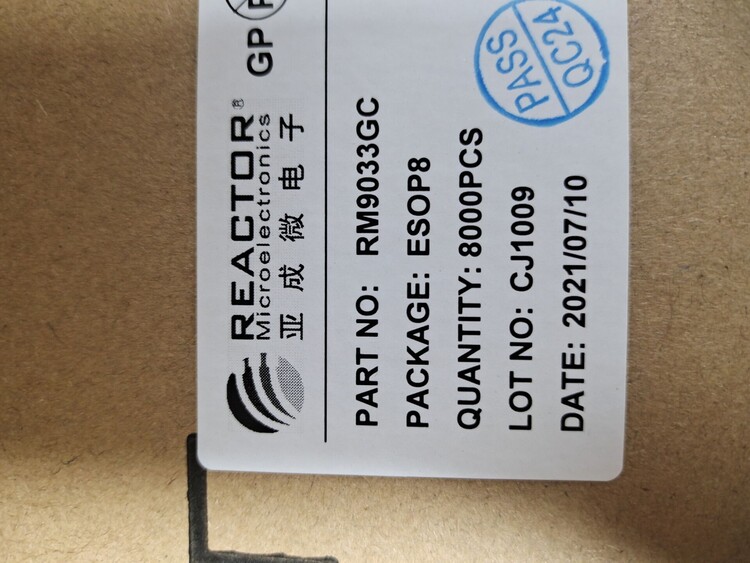 REACTOR®
Microelectronics
亚成微电子
GP
PASS
QC24
PART NO: RM9033GC
PACKAGE: ESOP8
QUANTITY: 8000PCS
LOT NO: CJ1009
DATE: 2021/07/10